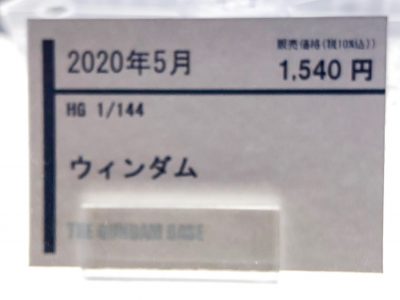 2020年5月
販売価格(税10%込)
1,540 円
HG 1/144
ウィンダム
THE GUNDAM BASE